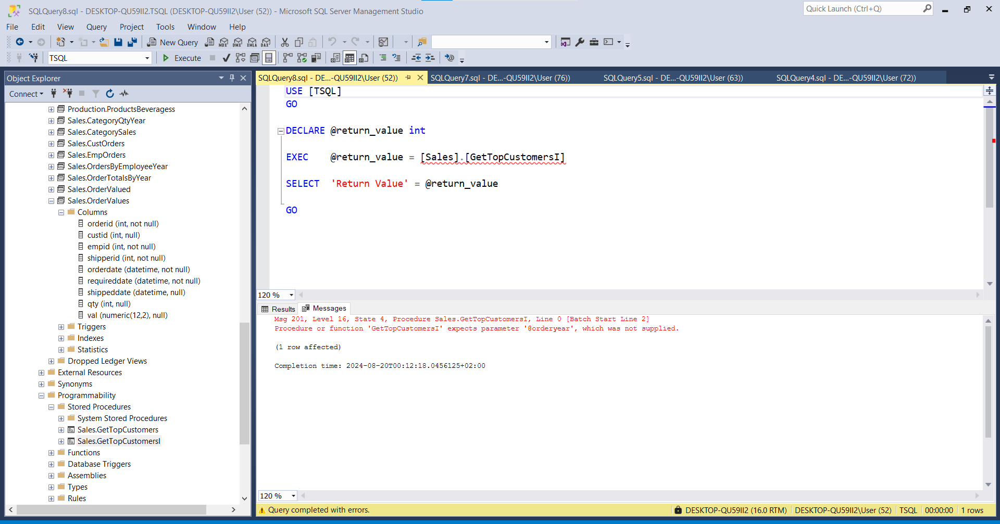 SQLQuery8.sql - DESKTOP-QU59II2.TSQL (DESKTOP-QU59II2\User (52)) - Microsoft SQL Server Management Studio
Quick Launch (Ctrl+Q)
File Edit View Query Project Tools Window Help
New Query MDX DMX XMLA DAX
TSQL Execute
Object Explorer
Connect
Production.ProductsBeveragess
Sales.CategoryQtyYear
Sales.CategorySales
Sales.CustOrders
Sales.EmpOrders
Sales.OrdersByEmployeeYear
Sales.OrderTotalsByYear
Sales.OrderValued
Sales.OrderValues
Columns
orderid (int, not null)
custid (int, null)
empid (int, not null)
shipperid (int, not null)
orderdate (datetime, not null)
requireddate (datetime, not null)
shippeddate (datetime, null)
qty (int, null)
val (numeric(12,2), null)
Triggers
Indexes
Statistics
Dropped Ledger Views
External Resources
Synonyms
Programmability
Stored Procedures
System Stored Procedures
Sales.GetTopCustomers
Sales.GetTopCustomersI
Functions
Database Triggers
Assemblies
Types
Rules
SQLQuery8.sql - DE...-QU59II2\User (52)) SQLQuery7.sql - DE...-QU59II2\User (76)) SQLQuery5.sql - DE...-QU59II2\User (63)) SQLQuery4.sql - DE...-QU59II2\User (72))
USE [TSQL]
GO
DECLARE @return_value int
EXEC @return_value = [Sales].[GetTopCustomersI]
SELECT 'Return Value' = @return_value
GO
120 %
Results Messages
Msg 201, Level 16, State 4, Procedure Sales.GetTopCustomersI, Line 0 [Batch Start Line 2]
Procedure or function 'GetTopCustomersI' expects parameter '@orderyear', which was not supplied.
(1 row affected)
Completion time: 2024-08-20T00:12:18.0456125+02:00
120 %
Query completed with errors. DESKTOP-QU59II2 (16.0 RTM) DESKTOP-QU59II2\User (52) TSQL 00:00:00 1 rows